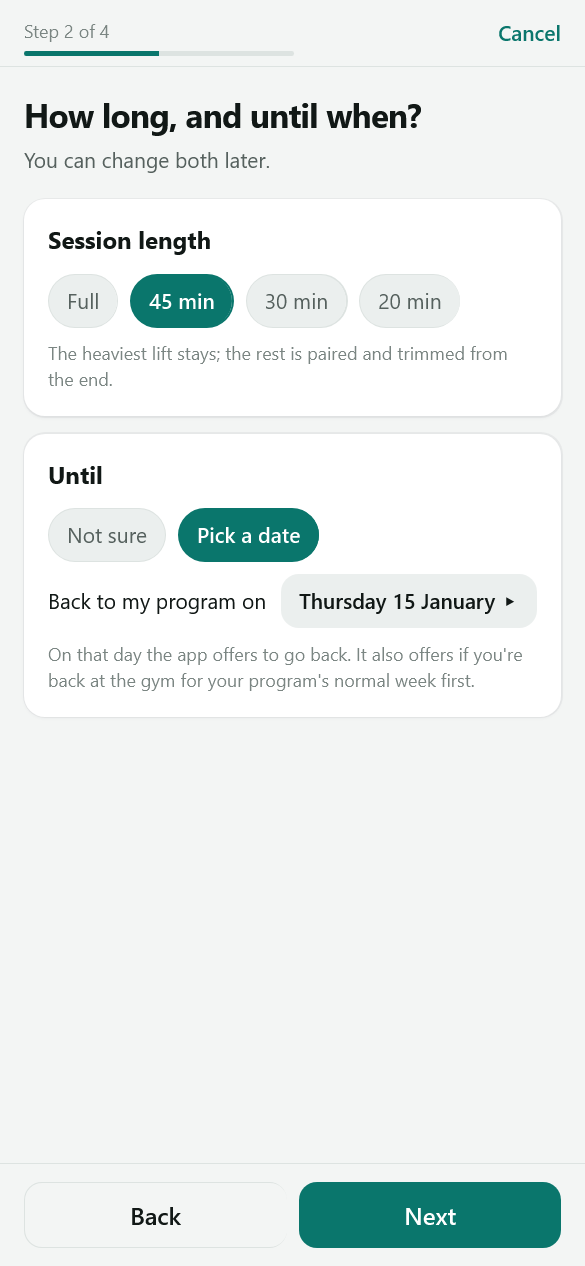 Step 2 of 4
Cancel
How long, and until when?
You can change both later.
Session length
Full
45 min
30 min
20 min
The heaviest lift stays; the rest is paired and trimmed from
the end.
Until
Not sure
Pick a date
Back to my program on
Thursday 15 January ▸
On that day the app offers to go back. It also offers if you're
back at the gym for your program's normal week first.
Back
Next